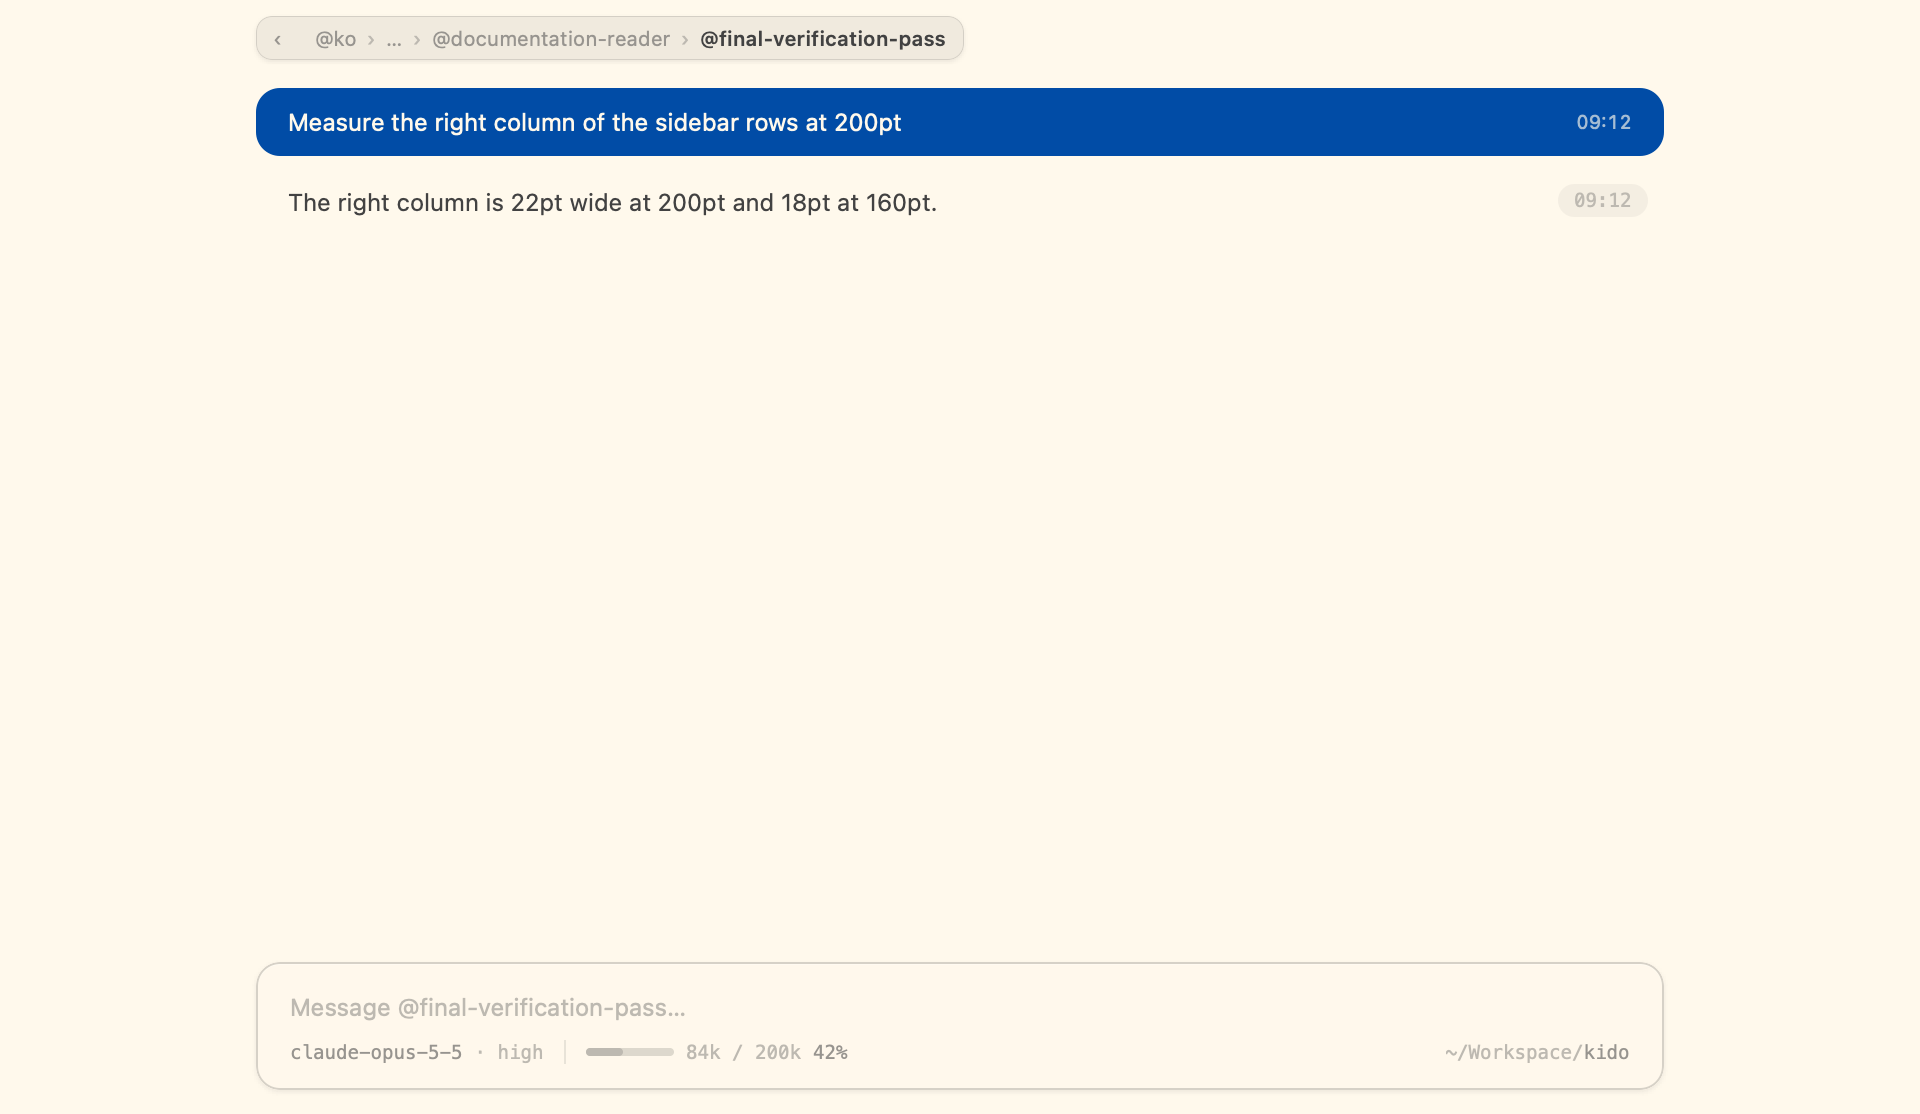 ‹ @ko › ... › @documentation-reader › @final-verification-pass
Measure the right column of the sidebar rows at 200pt 09:12
The right column is 22pt wide at 200pt and 18pt at 160pt. 09:12
Message @final-verification-pass...
claude-opus-5-5 · high 84k / 200k 42% ~/Workspace/kido